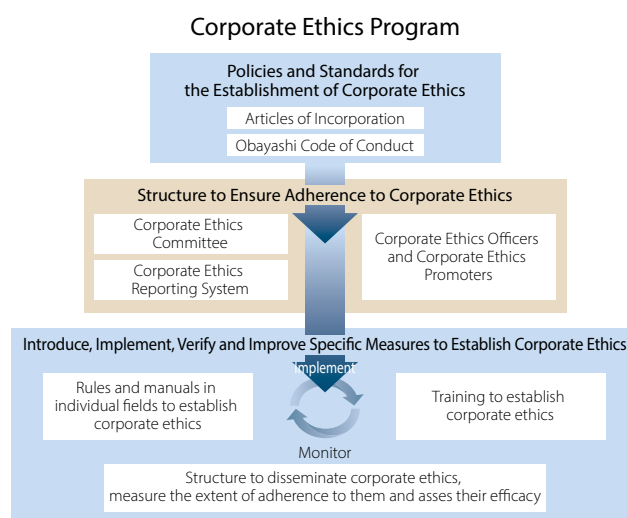 Corporate Ethics Program
Policies and Standards for
the Establishment of Corporate Ethics
Articles of Incorporation
Obayashi Code of Conduct
Structure to Ensure Adherence to Corporate Ethics
Corporate Ethics
Committee
Corporate Ethics
Reporting System
Corporate Ethics Officers
and Corporate Ethics
Promoters
Introduce, Implement, Verify and Improve Specific Measures to Establish Corporate Ethics
Implement
Rules and manuals in
individual fields to establish
corporate ethics
Training to establish
corporate ethics
Monitor
Structure to disseminate corporate ethics,
measure the extent of adherence to them and asses their efficacy